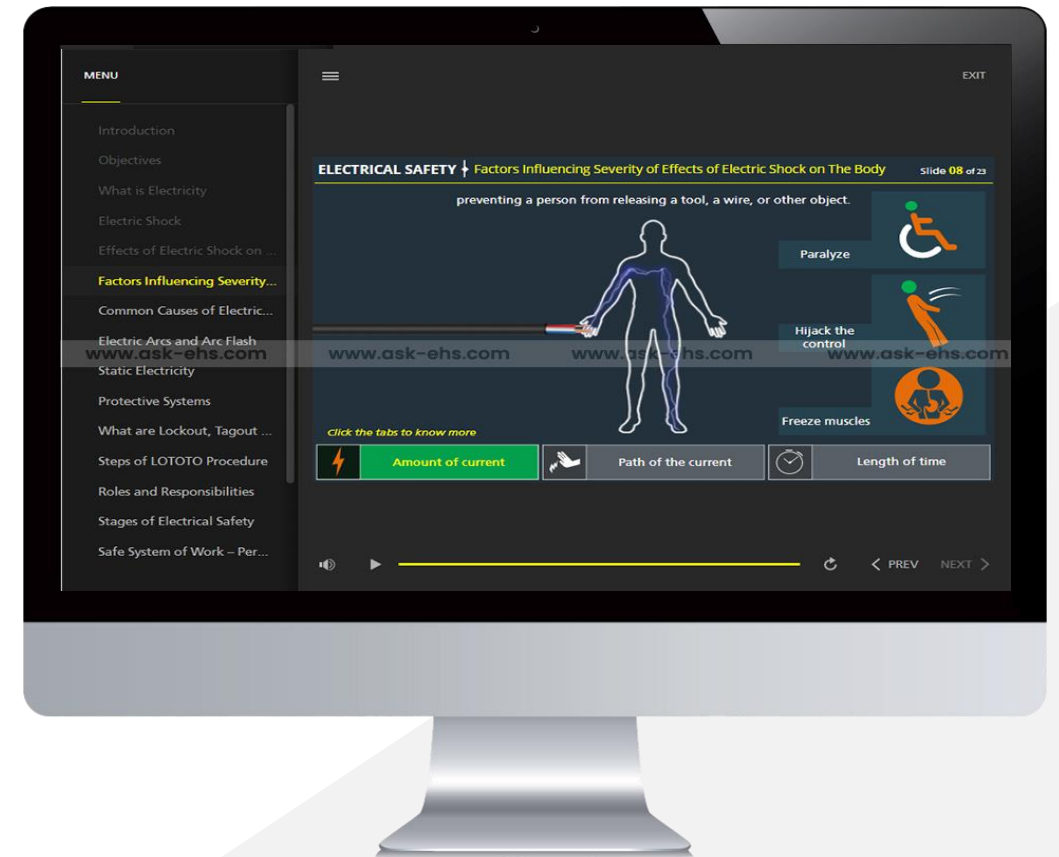 MENU
EXIT
Introduction
Objectives
What is Electricity
Electric Shock
Effects of Electric Shock on ...
Factors Influencing Severity...
Common Causes of Electric...
Electric Arcs and Arc Flash
Static Electricity
Protective Systems
What are Lockout, Tagout ...
Steps of LOTOTO Procedure
Roles and Responsibilities
Stages of Electrical Safety
Safe System of Work – Per...
ELECTRICAL SAFETY Factors Influencing Severity of Effects of Electric Shock on The Body Slide 08 of 23
preventing a person from releasing a tool, a wire, or other object.
Paralyze
Hijack the
control
Freeze muscles
Click the tabs to know more
Amount of current Path of the current Length of time
PREV NEXT
www.ask-ehs.com www.ask-ehs.com www.ask-ehs.com www.ask-ehs.com